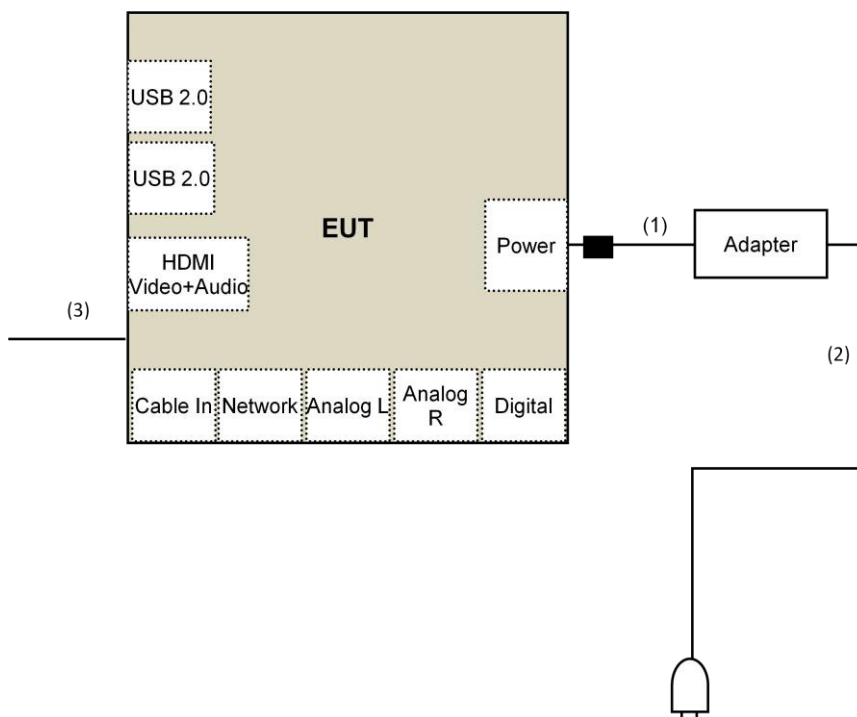 USB 2.0
USB 2.0
EUT
HDMI
Video+Audio
Power
(1)
Adapter
(3)
(2)
Cable In
Network
Analog L
Analog
R
Digital